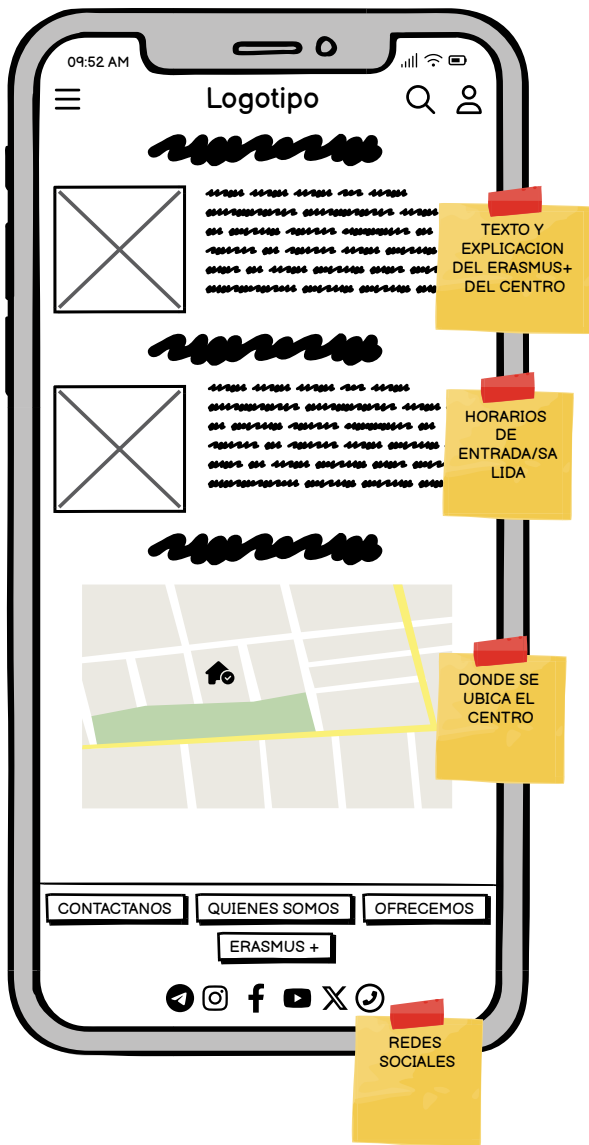 09:52 AM
Logotipo
TEXTO Y
EXPLICACION
DEL ERASMUS+
DEL CENTRO
HORARIOS
DE
ENTRADA/SA
LIDA
DONDE SE
UBICA EL
CENTRO
CONTACTANOS
QUIENES SOMOS
OFRECEMOS
ERASMUS +
REDES
SOCIALES